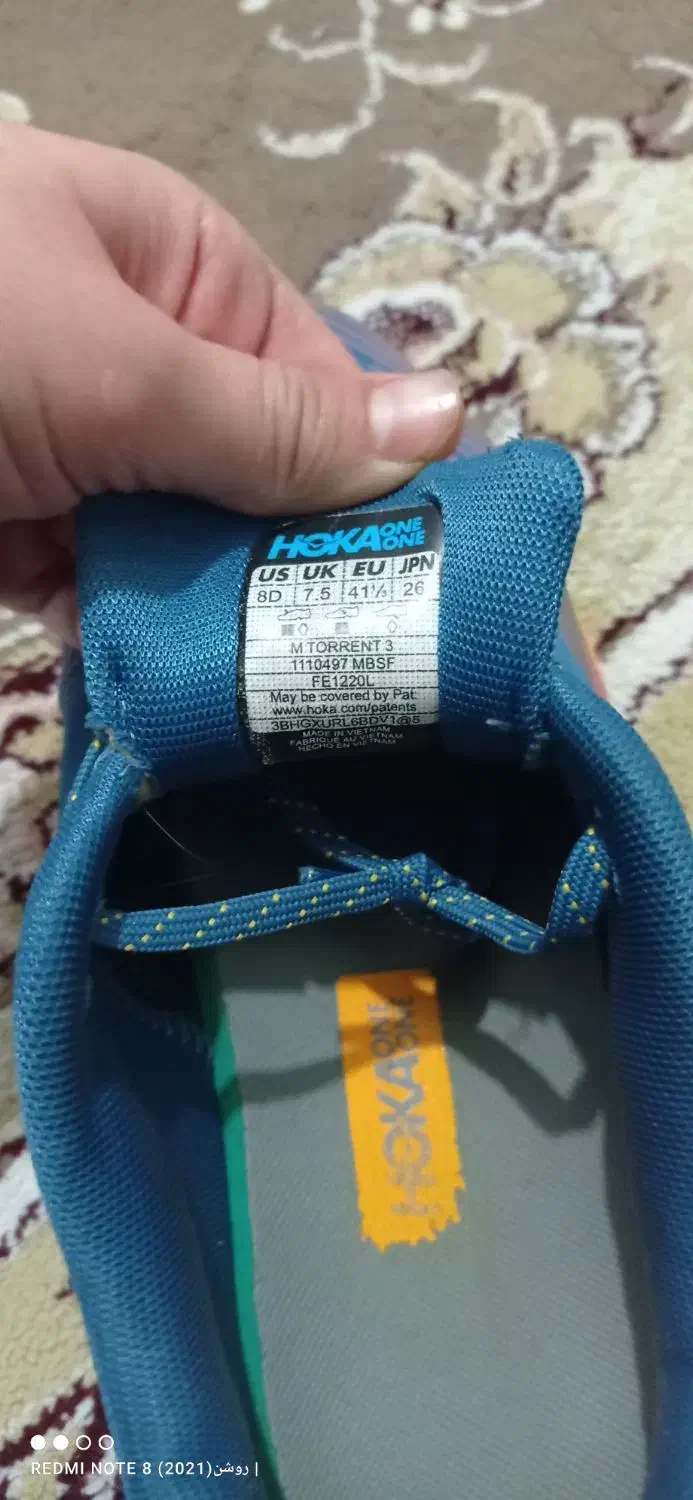 HOKA ONE ONE
US UK EU JPN
8D 7.5 41⅓ 26
M TORRENT 3
1110497 MBSF
FE1220L
May be covered by Pat:
www.hoka.com/patents
3BHGXURL6BDV1@S
MADE IN VIETNAM
FABRIQUE AU VIETNAM
HECHO EN VIETNAM
HOKA ONE ONE
REDMI NOTE 8 (2021)روشن |